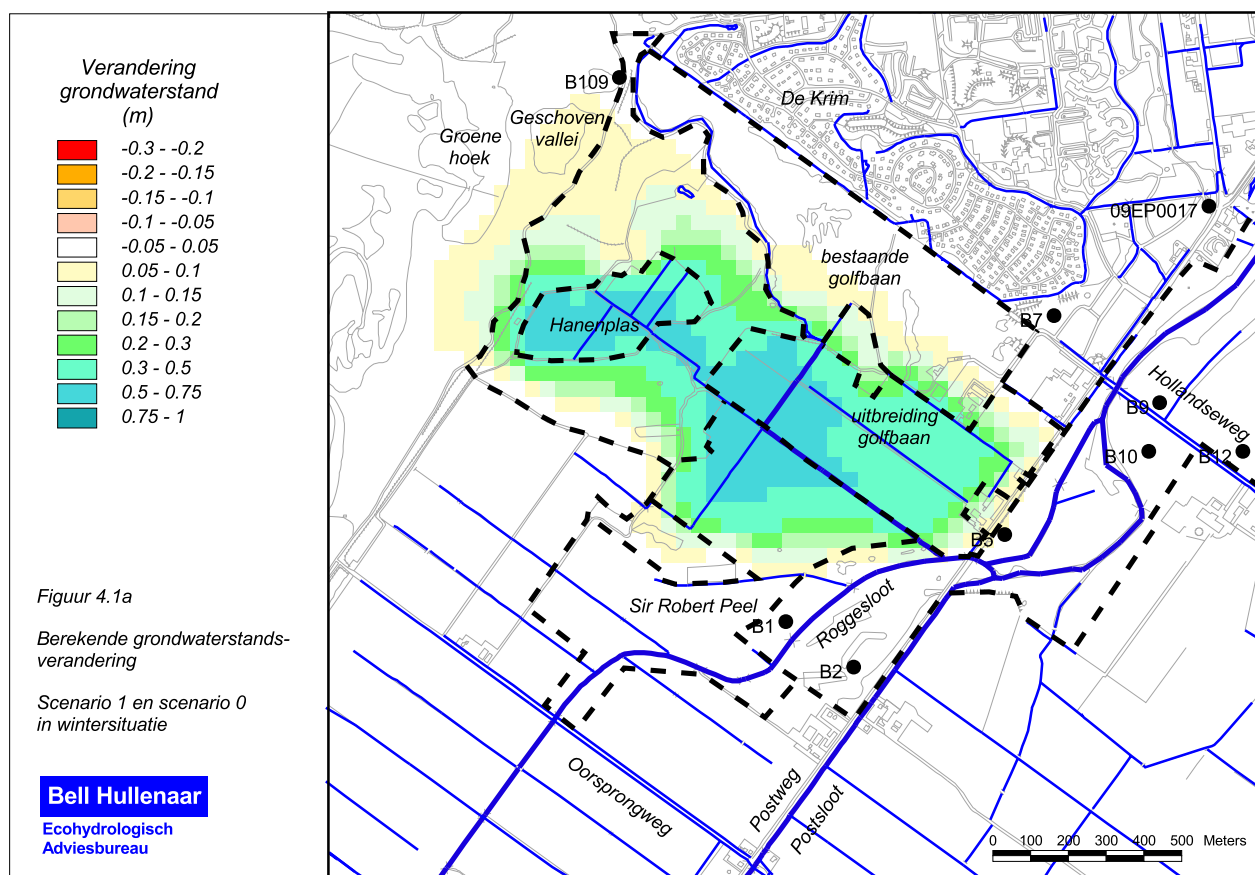 Verandering
grondwaterstand
(m)
-0.3 - -0.2
-0.2 - -0.15
-0.15 - -0.1
-0.1 - -0.05
-0.05 - 0.05
0.05 - 0.1
0.1 - 0.15
0.15 - 0.2
0.2 - 0.3
0.3 - 0.5
0.5 - 0.75
0.75 - 1
Figuur 4.1a
Berekende grondwaterstands-
verandering
Scenario 1 en scenario 0
in wintersituatie
Bell Hullenaar
Ecohydrologisch
Adviesbureau
B109
De Krim
Geschoven
vallei
Groene
hoek
09EP0017
bestaande
golfbaan
B7
Hanenplas
Hollandseweg
B9
uitbreiding
golfbaan
B10
B12
B5
Sir Robert Peel
B1
Roggesloot
B2
Oorsprongweg
Postweg
Postsloot
0 100 200 300 400 500 Meters